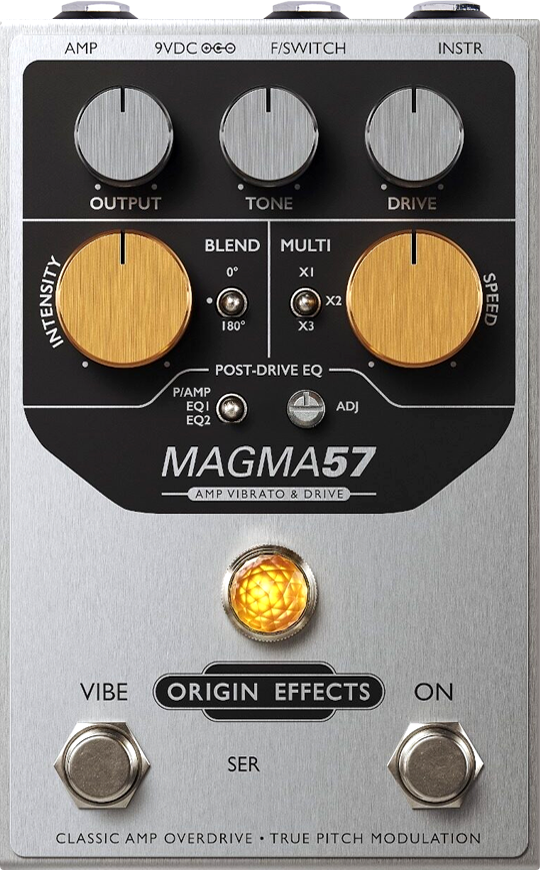 AMP 9VDC F/SWITCH INSTR
OUTPUT TONE DRIVE
INTENSITY
BLEND
0°
180°
MULTI
X1
X2
X3
SPEED
POST-DRIVE EQ
P/AMP
EQ1
EQ2
ADJ
MAGMA57
AMP VIBRATO & DRIVE
VIBE ORIGIN EFFECTS ON
SER
CLASSIC AMP OVERDRIVE • TRUE PITCH MODULATION